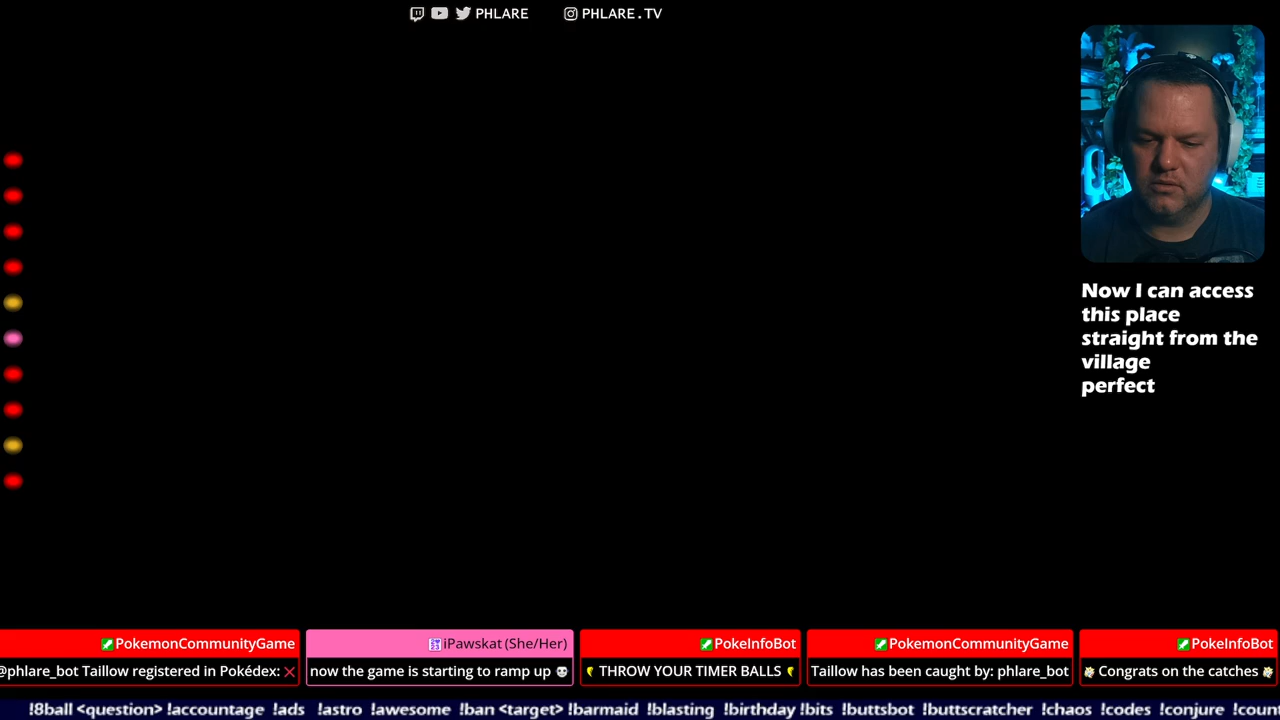 PHLARE PHLARE.TV
Now I can access
this place
straight from the
village
perfect
PokemonCommunityGame
@phlare_bot Taillow registered in Pokédex: ❌
iPawskat (She/Her)
now the game is starting to ramp up 💀
PokeInfoBot
THROW YOUR TIMER BALLS
PokemonCommunityGame
Taillow has been caught by: phlare_bot
PokeInfoBot
Congrats on the catches
!8ball <question> !accountage !ads !astro !awesome !ban <target> !barmaid !blasting !birthday !bits !buttsbot !buttscratcher !chaos !codes !conjure !coun